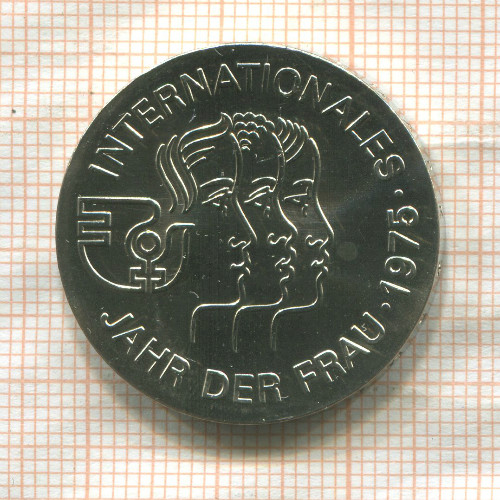 INTERNATIONALES
JAHR DER FRAU · 1975 ·